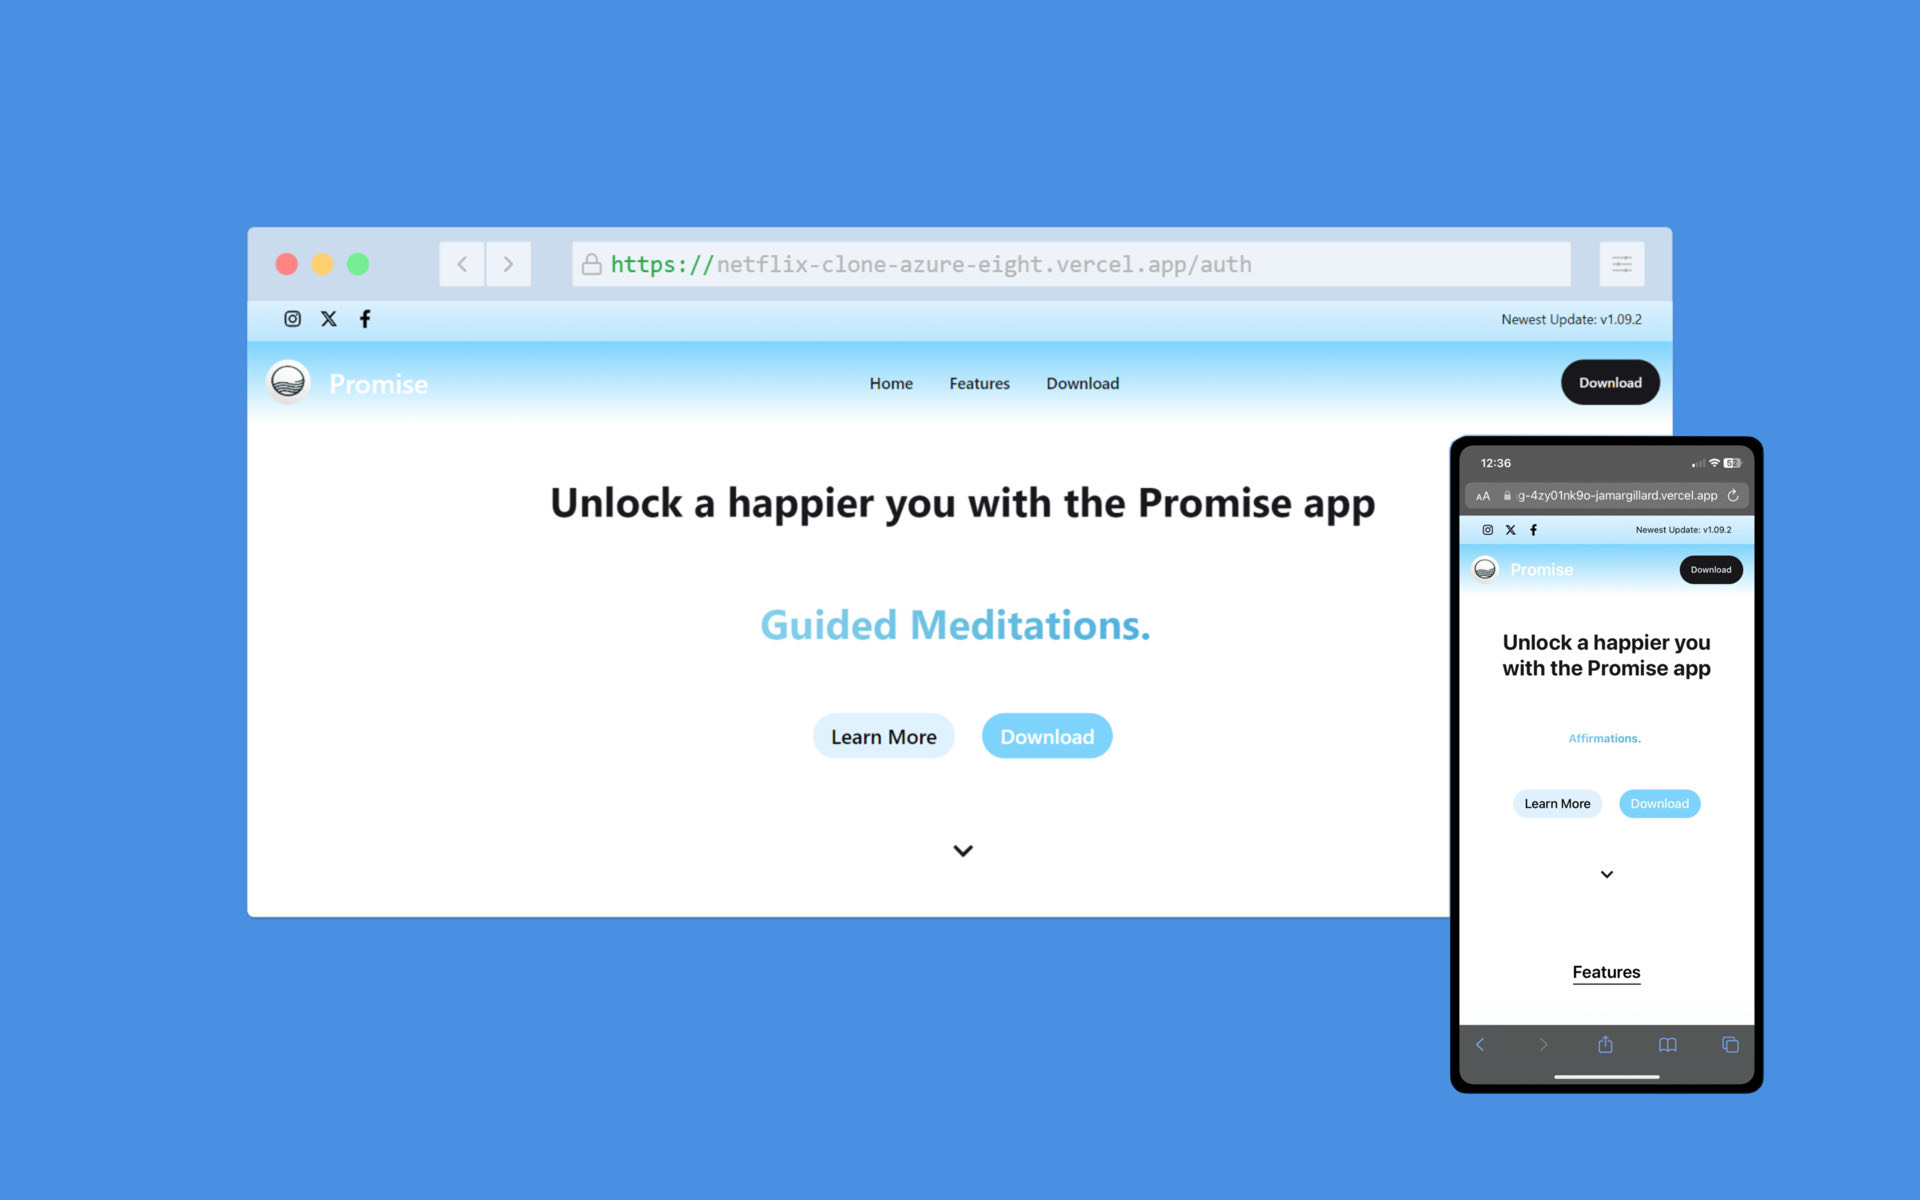 https://netflix-clone-azure-eight.vercel.app/auth
Newest Update: v1.09.2
Promise
Home
Features
Download
Download
Unlock a happier you with the Promise app
Guided Meditations.
Learn More
Download
12:36
62
AA
g-4zy01nk9o-jamargillard.vercel.app
Newest Update: v1.09.2
Promise
Download
Unlock a happier you
with the Promise app
Affirmations.
Learn More
Download
Features